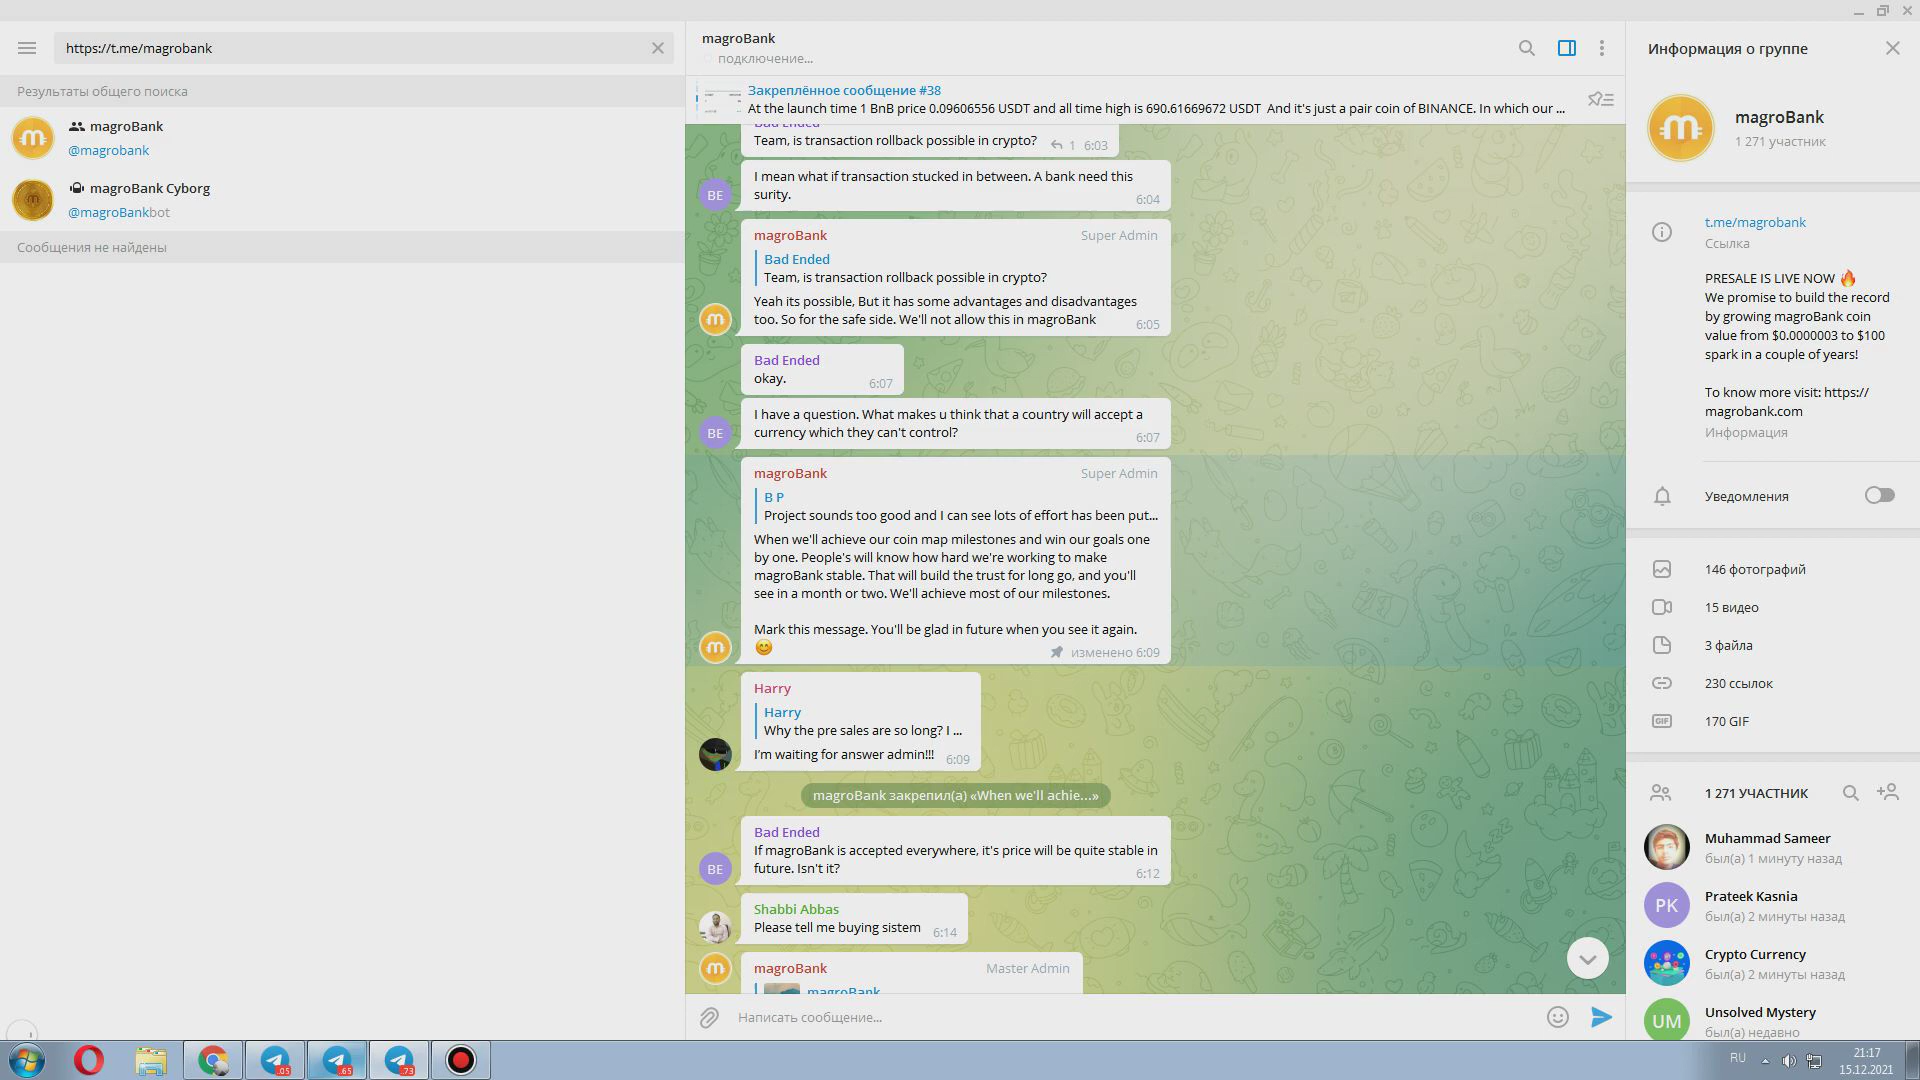 https://t.me/magrobank
Результаты общего поиска
magroBank
@magrobank
magroBank Cyborg
@magroBankbot
Сообщения не найдены
magroBank
подключение...
Закреплённое сообщение #38
At the launch time 1 BnB price 0.09606556 USDT and all time high is 690.61669672 USDT And it's just a pair coin of BINANCE. In which our ...
Bad Ended
Team, is transaction rollback possible in crypto?
1 6:03
I mean what if transaction stucked in between. A bank need this
surity.
6:04
BE
magroBank Super Admin
Bad Ended
Team, is transaction rollback possible in crypto?
Yeah its possible, But it has some advantages and disadvantages
too. So for the safe side. We'll not allow this in magroBank
6:05
Bad Ended
okay.
6:07
I have a question. What makes u think that a country will accept a
currency which they can't control?
6:07
BE
magroBank Super Admin
B P
Project sounds too good and I can see lots of effort has been put...
When we'll achieve our coin map milestones and win our goals one
by one. People's will know how hard we're working to make
magroBank stable. That will build the trust for long go, and you'll
see in a month or two. We'll achieve most of our milestones.
Mark this message. You'll be glad in future when you see it again.
😊
изменено 6:09
Harry
Harry
Why the pre sales are so long? I ...
I'm waiting for answer admin!!!
6:09
magroBank закрепил(а) «When we'll achie...»
Bad Ended
If magroBank is accepted everywhere, it's price will be quite stable in
future. Isn't it?
6:12
BE
Shabbi Abbas
Please tell me buying sistem
6:14
magroBank Master Admin
magroBank
Написать сообщение...
Информация о группе
magroBank
1 271 участник
t.me/magrobank
Ссылка
PRESALE IS LIVE NOW 🔥
We promise to build the record
by growing magroBank coin
value from $0.0000003 to $100
spark in a couple of years!
To know more visit: https://
magrobank.com
Информация
Уведомления
146 фотографий
15 видео
3 файла
230 ссылок
GIF 170 GIF
1 271 УЧАСТНИК
Muhammad Sameer
был(а) 1 минуту назад
PK
Prateek Kasnia
был(а) 2 минуты назад
Crypto Currency
был(а) 2 минуты назад
UM
Unsolved Mystery
был(а) недавно
.05
.65
.73
RU
21:17
15.12.2021